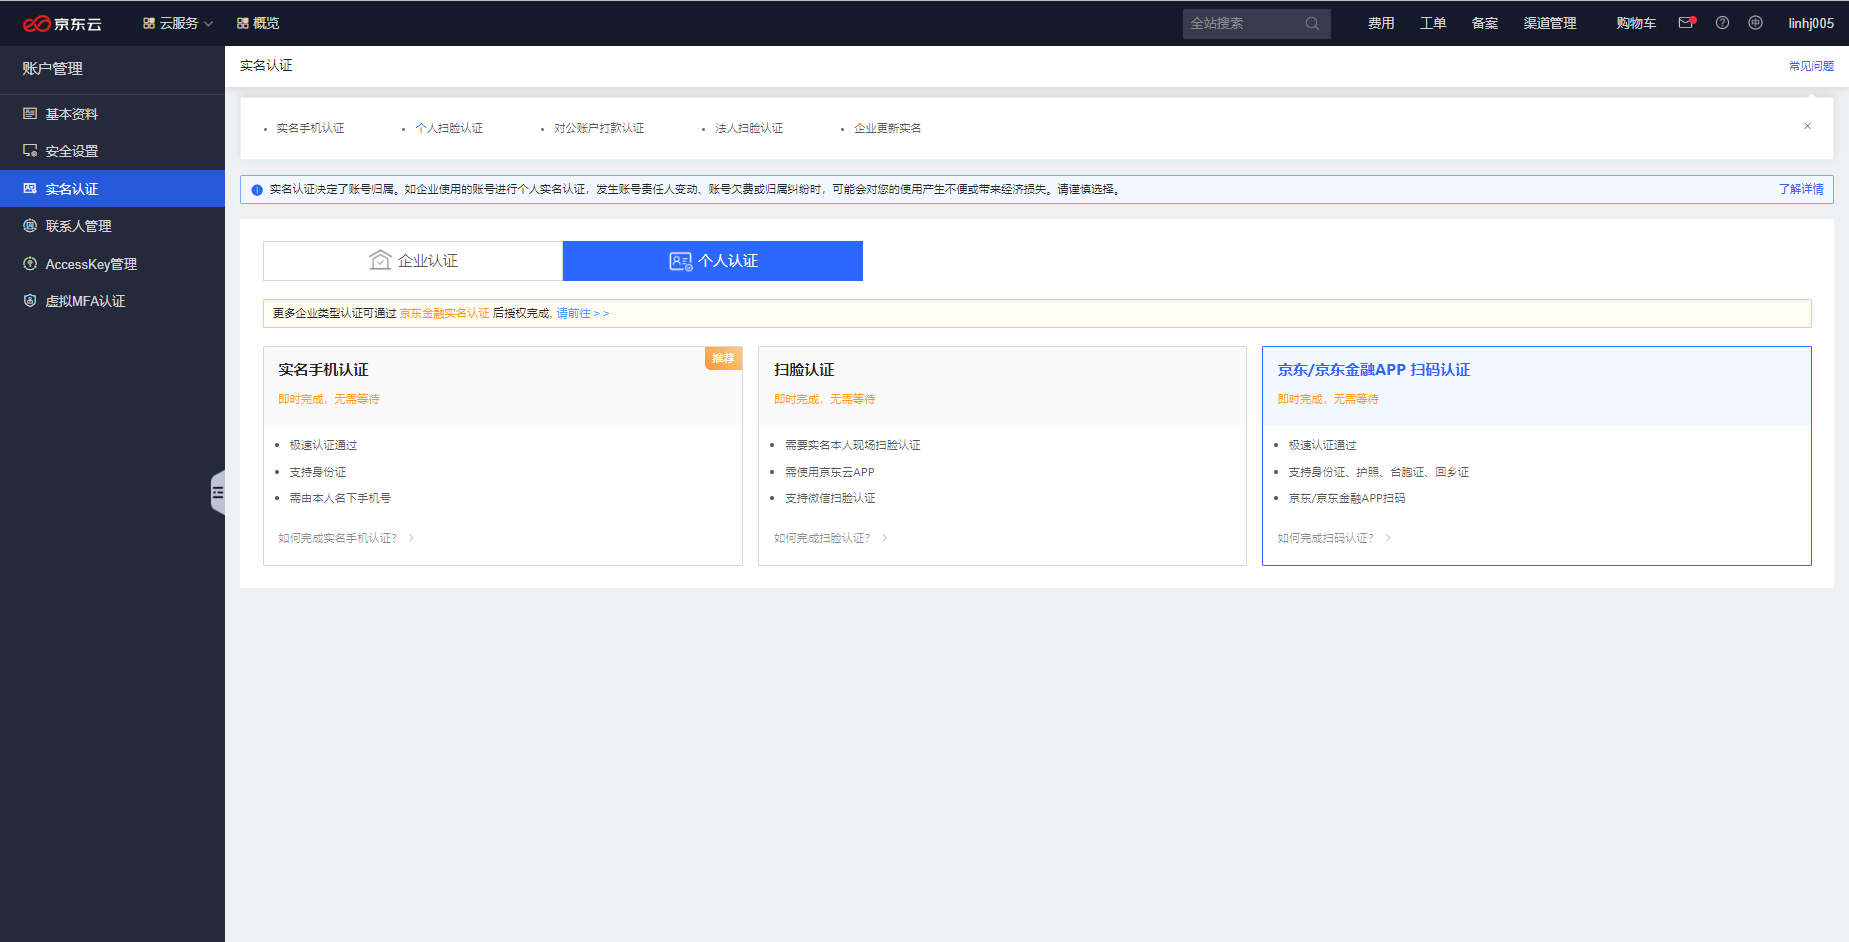 京东云
云服务
概览
全站搜索
费用
工单
备案
渠道管理
购物车
linhj005
账户管理
基本资料
安全设置
实名认证
联系人管理
AccessKey管理
虚拟MFA认证
实名认证
常见问题
实名手机认证
个人扫脸认证
对公账户打款认证
法人扫脸认证
企业更新实名
实名认证决定了账号归属。如企业使用的账号进行个人实名认证，发生账号责任人变动、账号欠费或归属纠纷时，可能会对您的使用产生不便或带来经济损失。请谨慎选择。
了解详情
企业认证
个人认证
更多企业类型认证可通过 京东金融实名认证 后授权完成, 请前往 > >
实名手机认证
推荐
即时完成，无需等待
极速认证通过
支持身份证
需由本人名下手机号
如何完成实名手机认证？
扫脸认证
即时完成，无需等待
需要实名本人现场扫脸认证
需使用京东云APP
支持微信扫脸认证
如何完成扫脸认证？
京东/京东金融APP 扫码认证
即时完成，无需等待
极速认证通过
支持身份证、护照、台胞证、回乡证
京东/京东金融APP扫码
如何完成扫码认证？